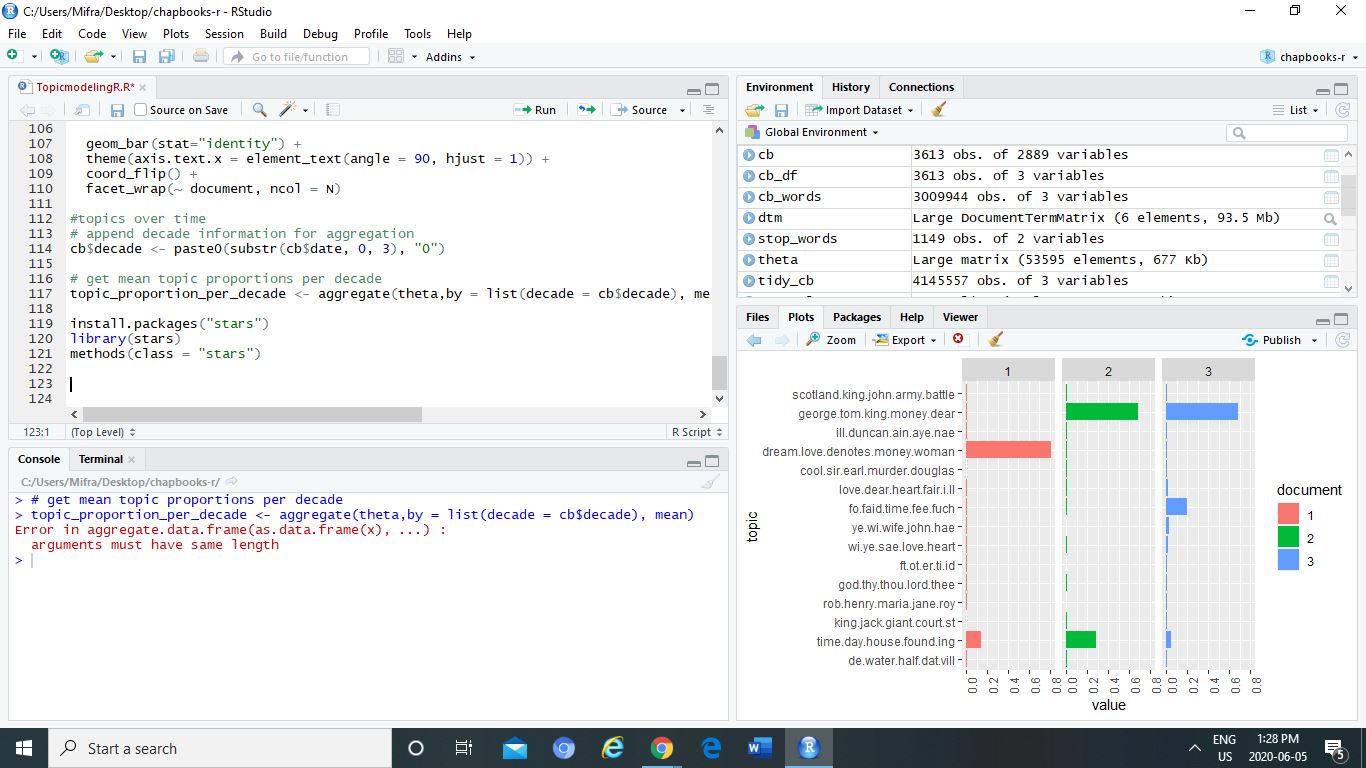 C:/Users/Mifra/Desktop/chapbooks-r - RStudio
File Edit Code View Plots Session Build Debug Profile Tools Help
Go to file/function Addins chapbooks-r
TopicmodelingR.R*
Source on Save Run Source
106
107 geom_bar(stat="identity") +
108 theme(axis.text.x = element_text(angle = 90, hjust = 1)) +
109 coord_flip() +
110 facet_wrap(~ document, ncol = N)
111
112 #topics over time
113 # append decade information for aggregation
114 cb$decade <- paste0(substr(cb$date, 0, 3), "0")
115
116 # get mean topic proportions per decade
117 topic_proportion_per_decade <- aggregate(theta,by = list(decade = cb$decade), me
118
119 install.packages("stars")
120 library(stars)
121 methods(class = "stars")
122
123
124
123:1 (Top Level) R Script
Console Terminal
C:/Users/Mifra/Desktop/chapbooks-r/
> # get mean topic proportions per decade
> topic_proportion_per_decade <- aggregate(theta,by = list(decade = cb$decade), mean)
Error in aggregate.data.frame(as.data.frame(x), ...) :
arguments must have same length
>
Environment History Connections
Import Dataset List
Global Environment
cb 3613 obs. of 2889 variables
cb_df 3613 obs. of 3 variables
cb_words 3009944 obs. of 3 variables
dtm Large DocumentTermMatrix (6 elements, 93.5 Mb)
stop_words 1149 obs. of 2 variables
theta Large matrix (53595 elements, 677 Kb)
tidy_cb 4145557 obs. of 3 variables
Files Plots Packages Help Viewer
Zoom Export Publish
1 2 3
scotland.king.john.army.battle
george.tom.king.money.dear
ill.duncan.ain.aye.nae
dream.love.denotes.money.woman
cool.sir.earl.murder.douglas
love.dear.heart.fair.i.ll
fo.faid.time.fee.fuch
ye.wi.wife.john.hae
wi.ye.sae.love.heart
ft.ot.er.ti.id
god.thy.thou.lord.thee
rob.henry.maria.jane.roy
king.jack.giant.court.st
time.day.house.found.ing
de.water.half.dat.vill
topic
0.0 0.2 0.4 0.6 0.8 0.0 0.2 0.4 0.6 0.8 0.0 0.2 0.4 0.6 0.8
value
document
1
2
3
Start a search
ENG
US
1:28 PM
2020-06-05
5